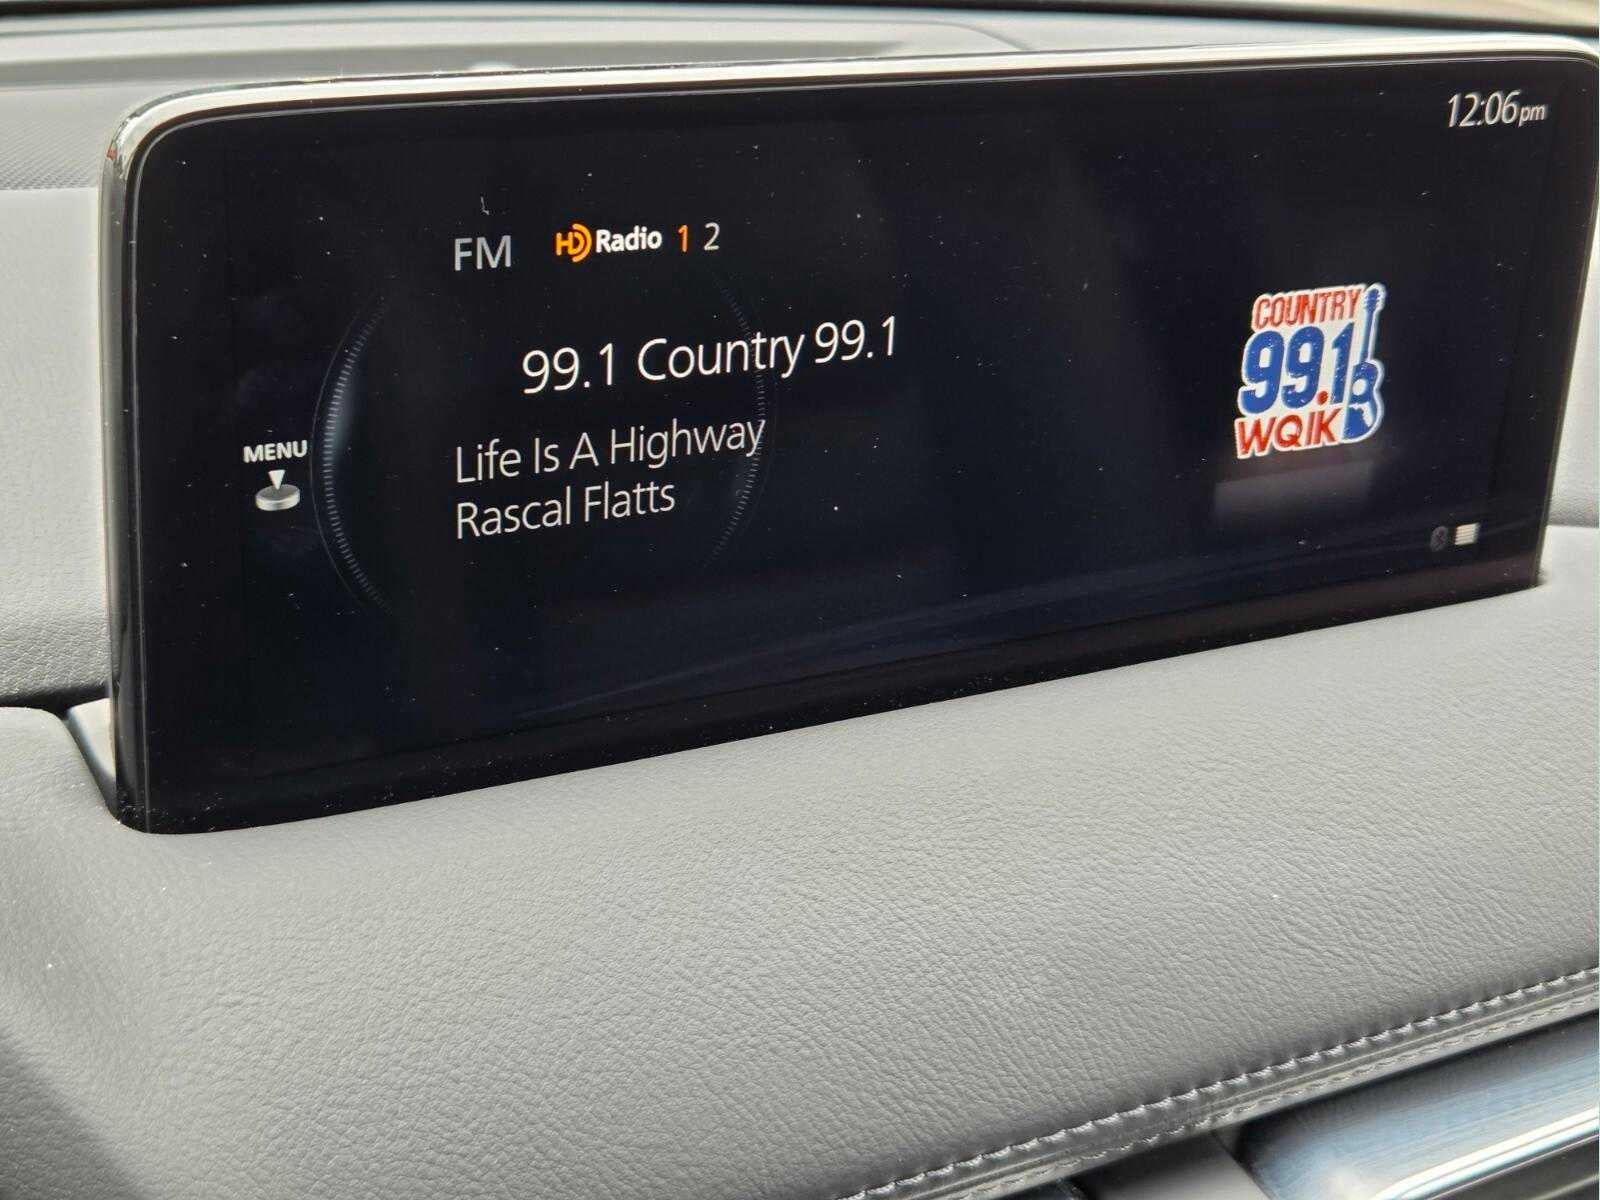 12:06pm
FM HD Radio 1 2
99.1 Country 99.1
Life Is A Highway
Rascal Flatts
MENU
COUNTRY
99.1
WQIK